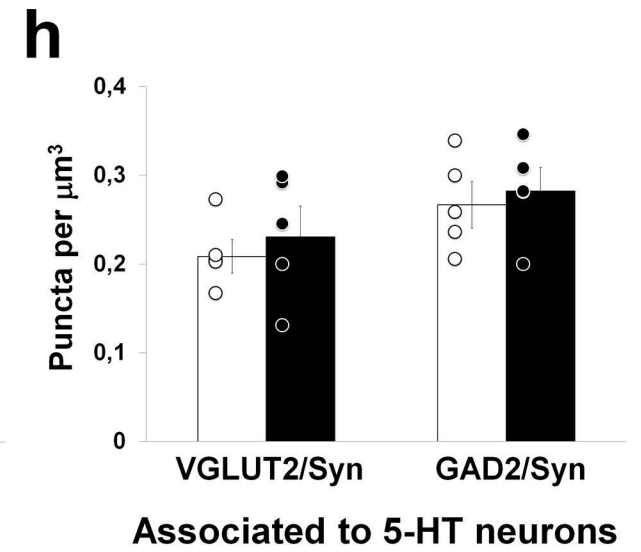 h
Puncta per μm³
0,4
0,3
0,2
0,1
0
VGLUT2/Syn GAD2/Syn
Associated to 5-HT neurons